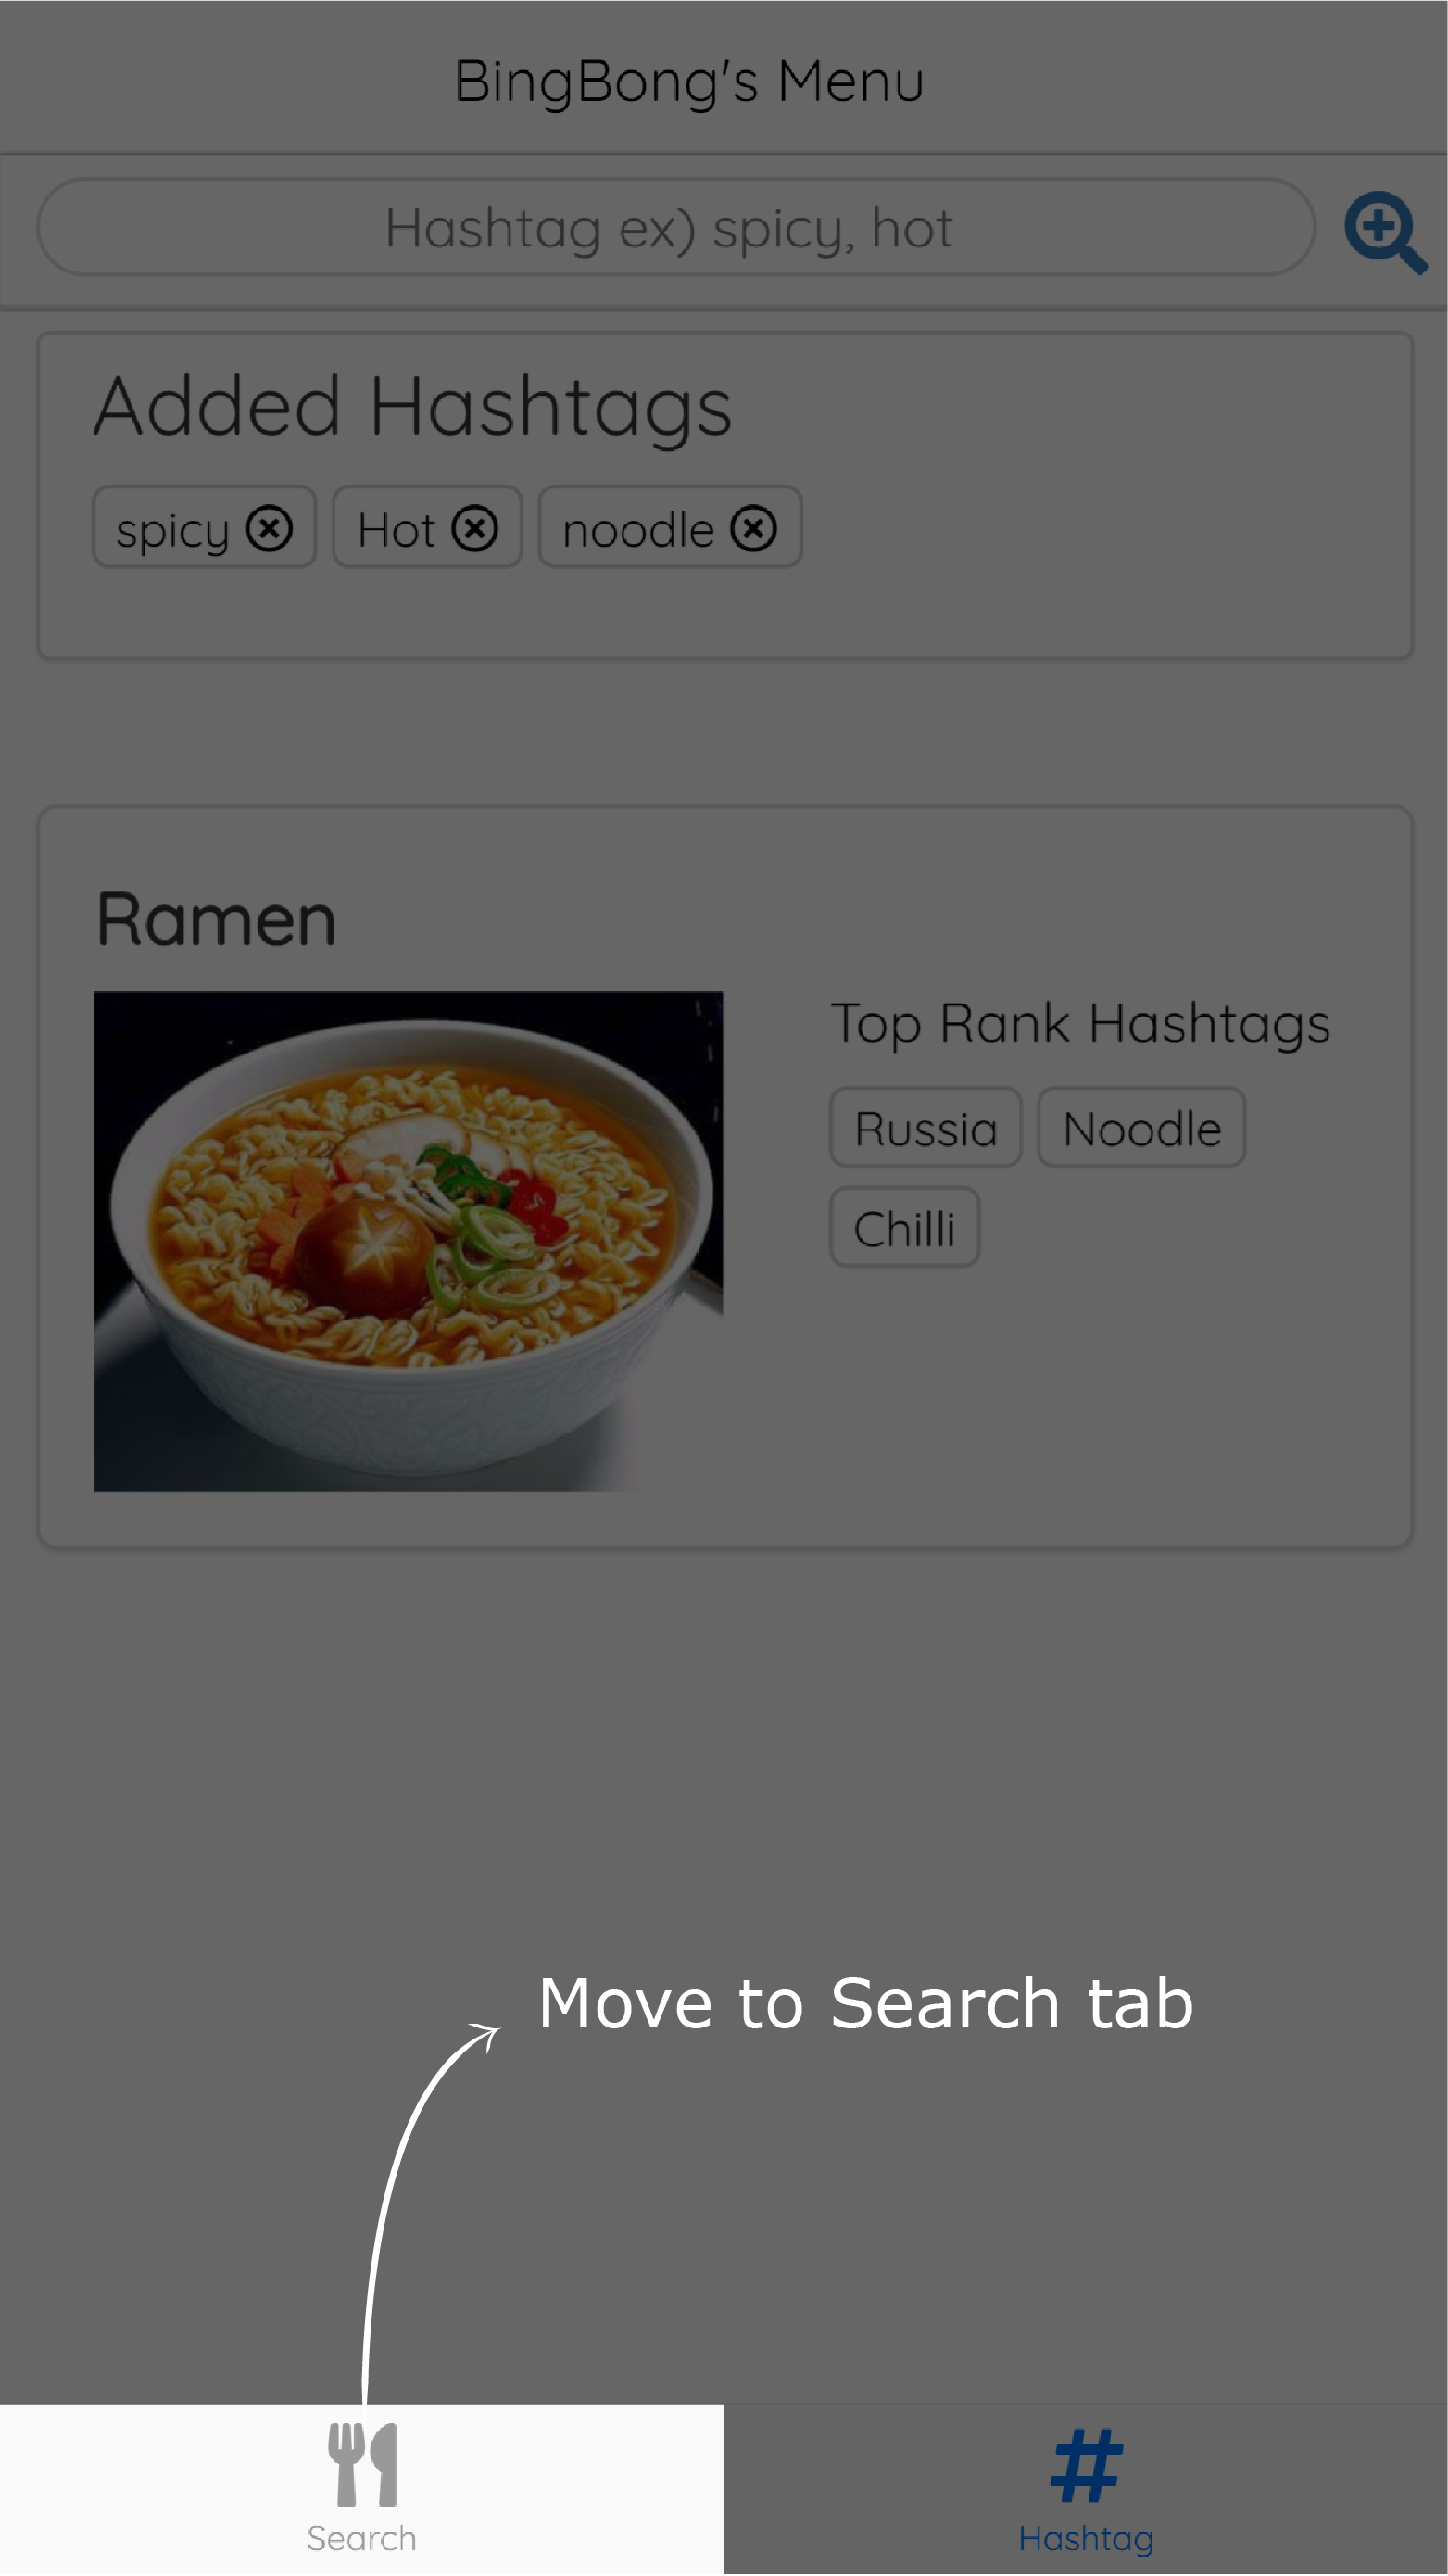 BingBong's Menu
Hashtag ex) spicy, hot
Added Hashtags
spicy Hot noodle
Ramen
Top Rank Hashtags
Russia Noodle
Chilli
Move to Search tab
Search Hashtag